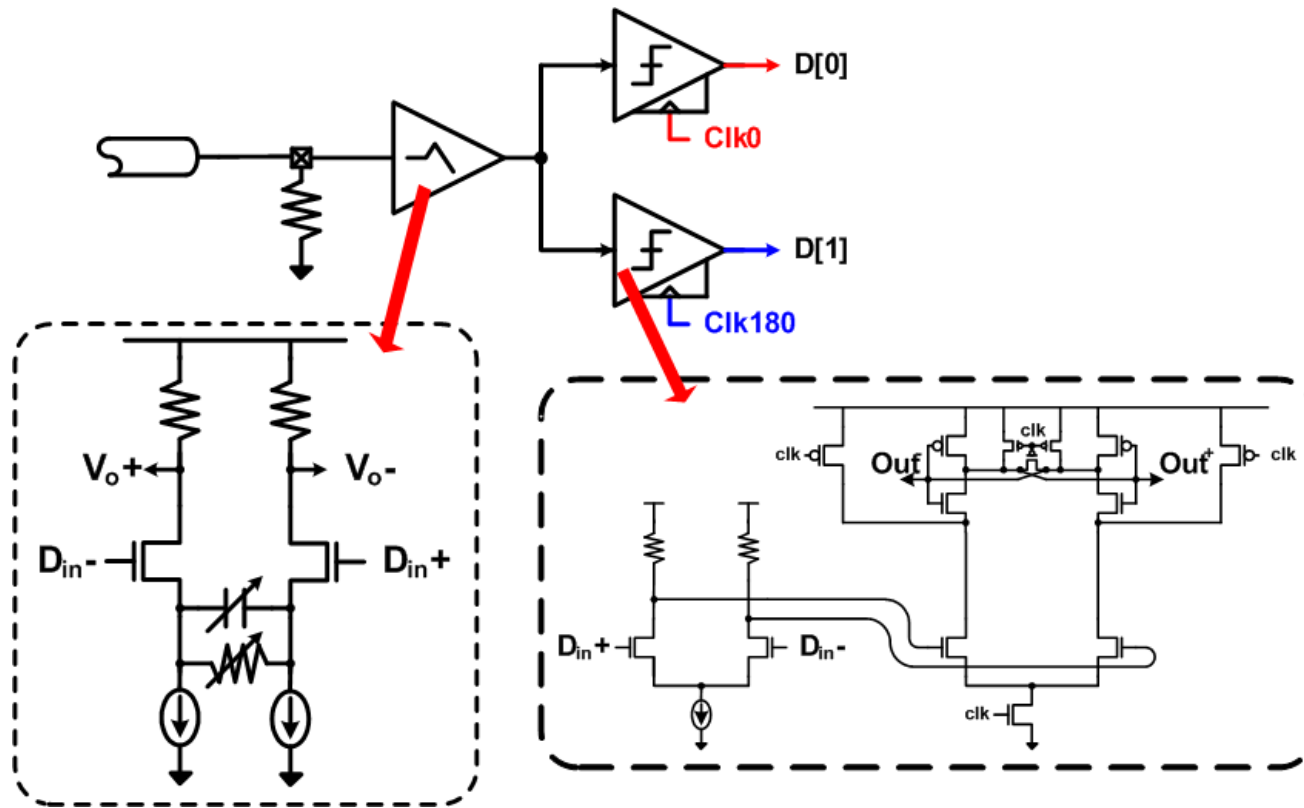 D[0]
Clk0
D[1]
Clk180
Vo+ Vo-
Din- Din+
clk
clk clk
Out- Out+
Din+ Din-
clk